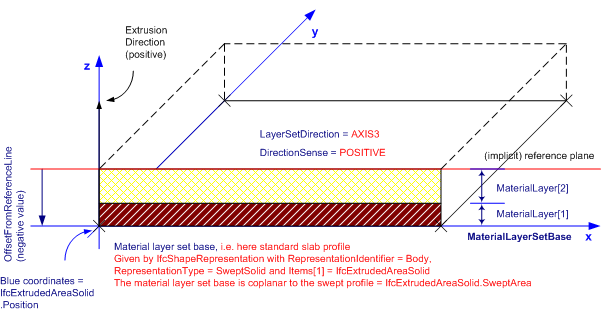 Extrusion
Direction
(positive)
y
z
LayerSetDirection = AXIS3
DirectionSense = POSITIVE
(implicit) reference plane
OffsetFromReferenceLine
(negative value)
MaterialLayer[2]
MaterialLayer[1]
MaterialLayerSetBase
x
Material layer set base, i.e. here standard slab profile
Given by IfcShapeRepresentation with RepresentationIdentifier = Body,
RepresentationType = SweptSolid and Items[1] = IfcExtrudedAreaSolid
The material layer set base is coplanar to the swept profile = IfcExtrudedAreaSolid.SweptArea
Blue coordinates =
IfcExtrudedAreaSolid
.Position